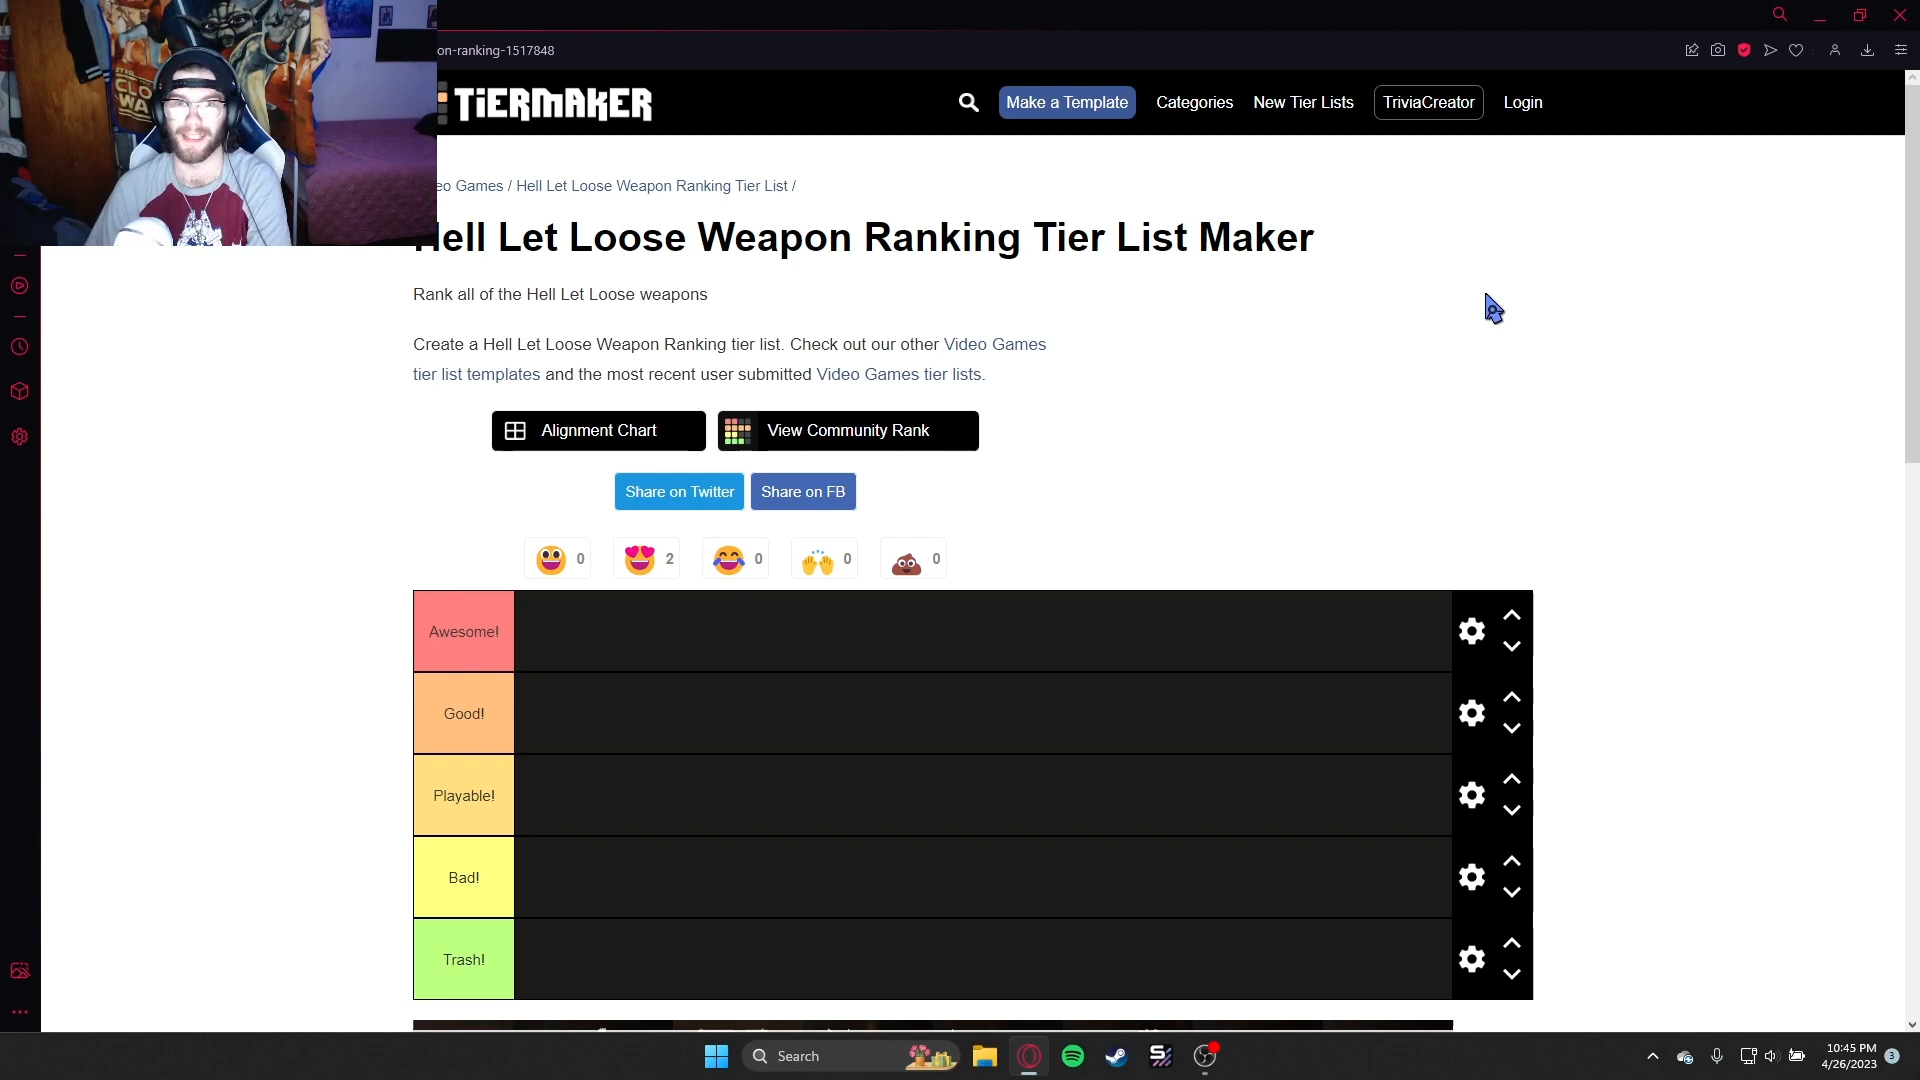 on-ranking-1517848
TiERMAKER
Make a Template
Categories
New Tier Lists
TriviaCreator
Login
eo Games / Hell Let Loose Weapon Ranking Tier List /
Hell Let Loose Weapon Ranking Tier List Maker
Rank all of the Hell Let Loose weapons
Create a Hell Let Loose Weapon Ranking tier list. Check out our other Video Games
tier list templates and the most recent user submitted Video Games tier lists.
Alignment Chart
View Community Rank
Share on Twitter
Share on FB
0
2
0
0
0
Awesome!
Good!
Playable!
Bad!
Trash!
Search
10:45 PM
4/26/2023
3